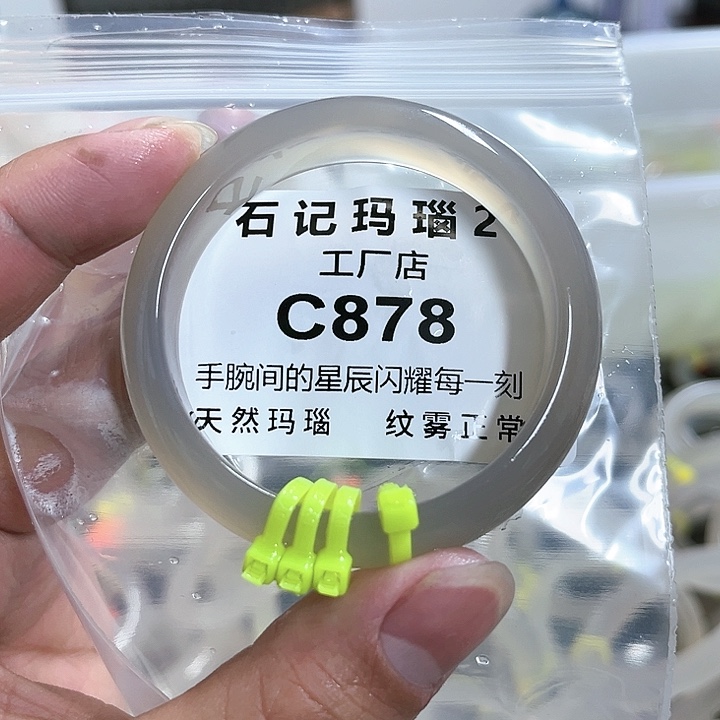 石记玛瑙2
工厂店
C878
手腕间的星辰闪耀每一刻
天然玛瑙 纹雾正常